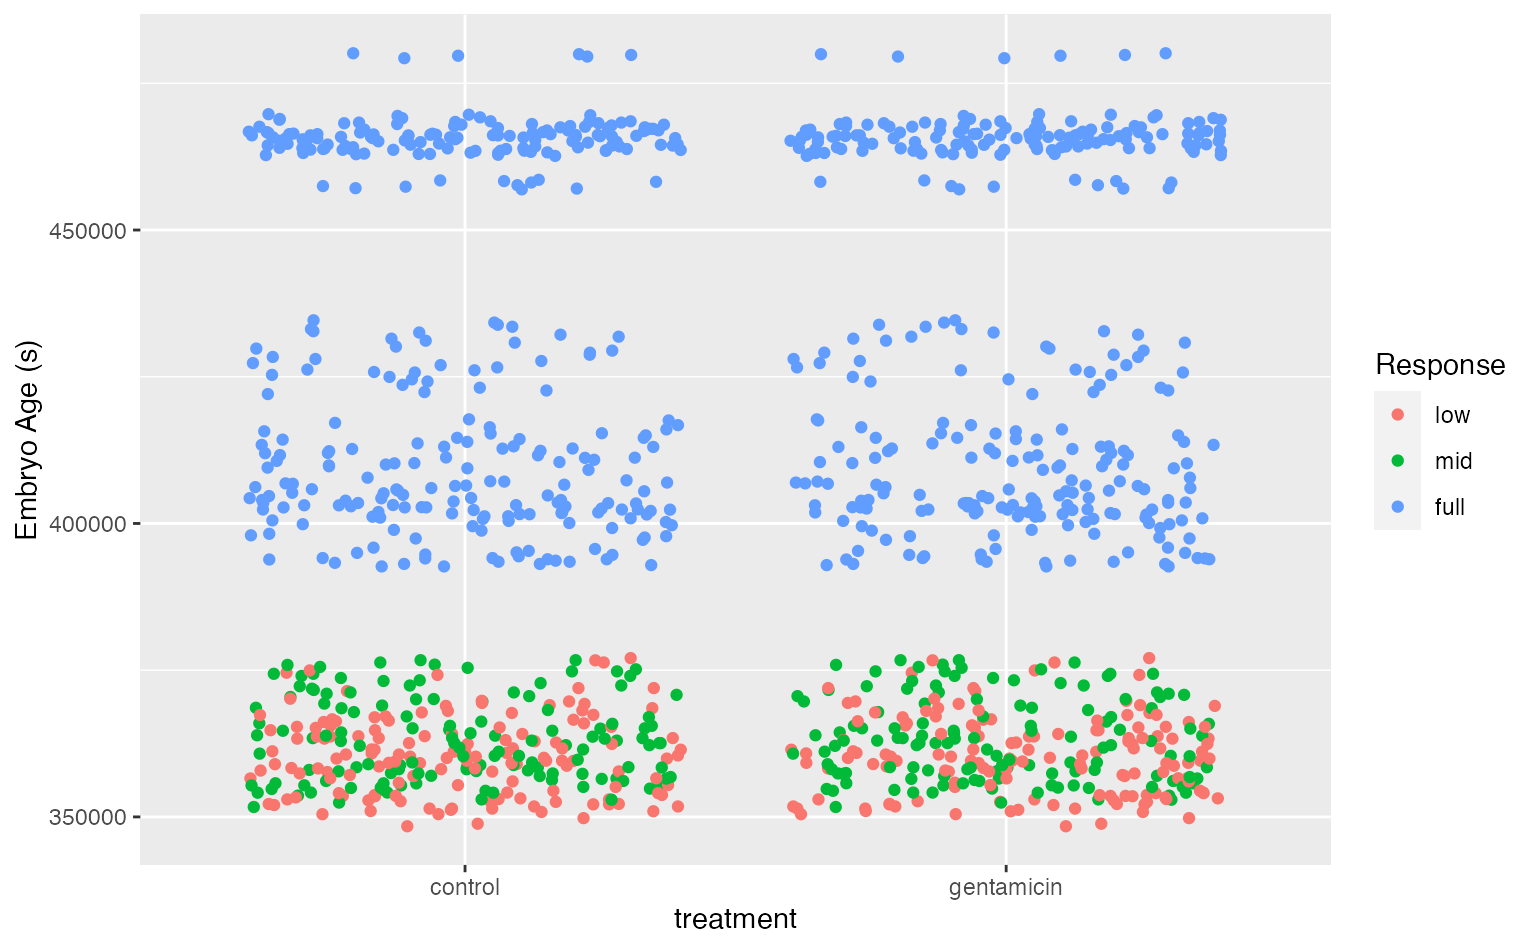 Embryo Age (s)
450000
400000
350000
control
gentamicin
treatment
Response
low
mid
full